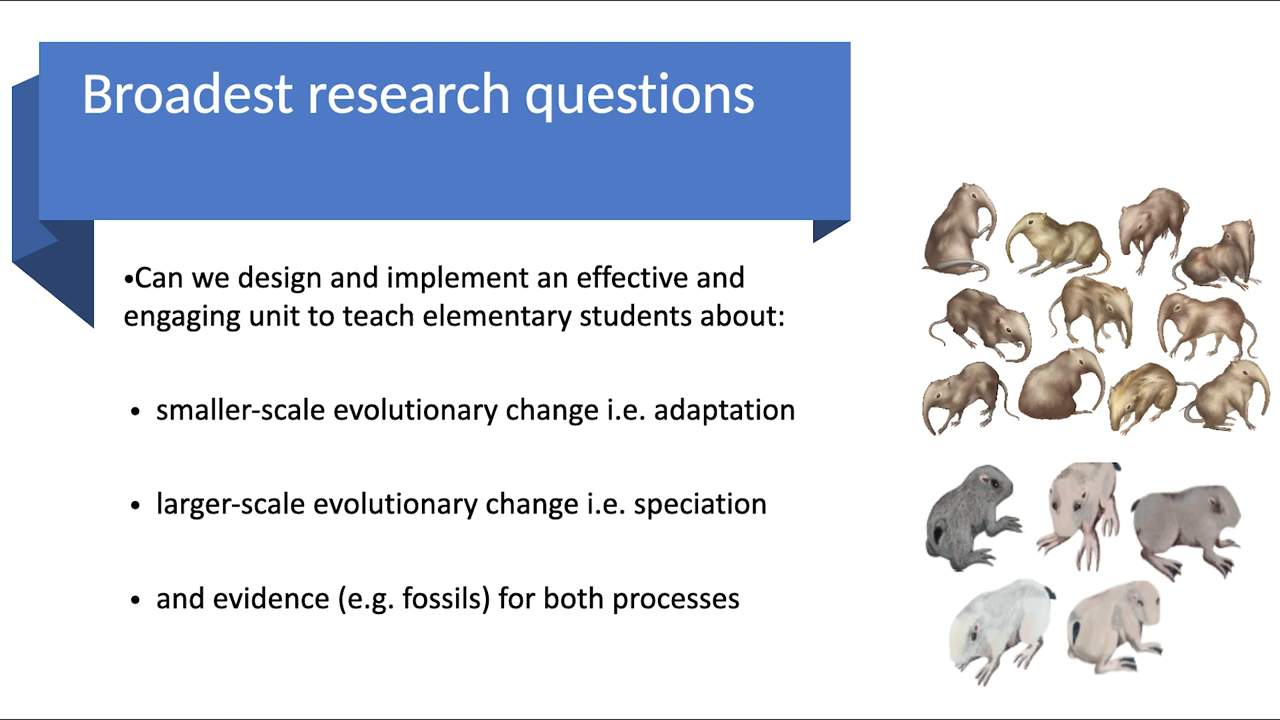 Broadest research questions
•Can we design and implement an effective and
engaging unit to teach elementary students about:
• smaller-scale evolutionary change i.e. adaptation
• larger-scale evolutionary change i.e. speciation
• and evidence (e.g. fossils) for both processes